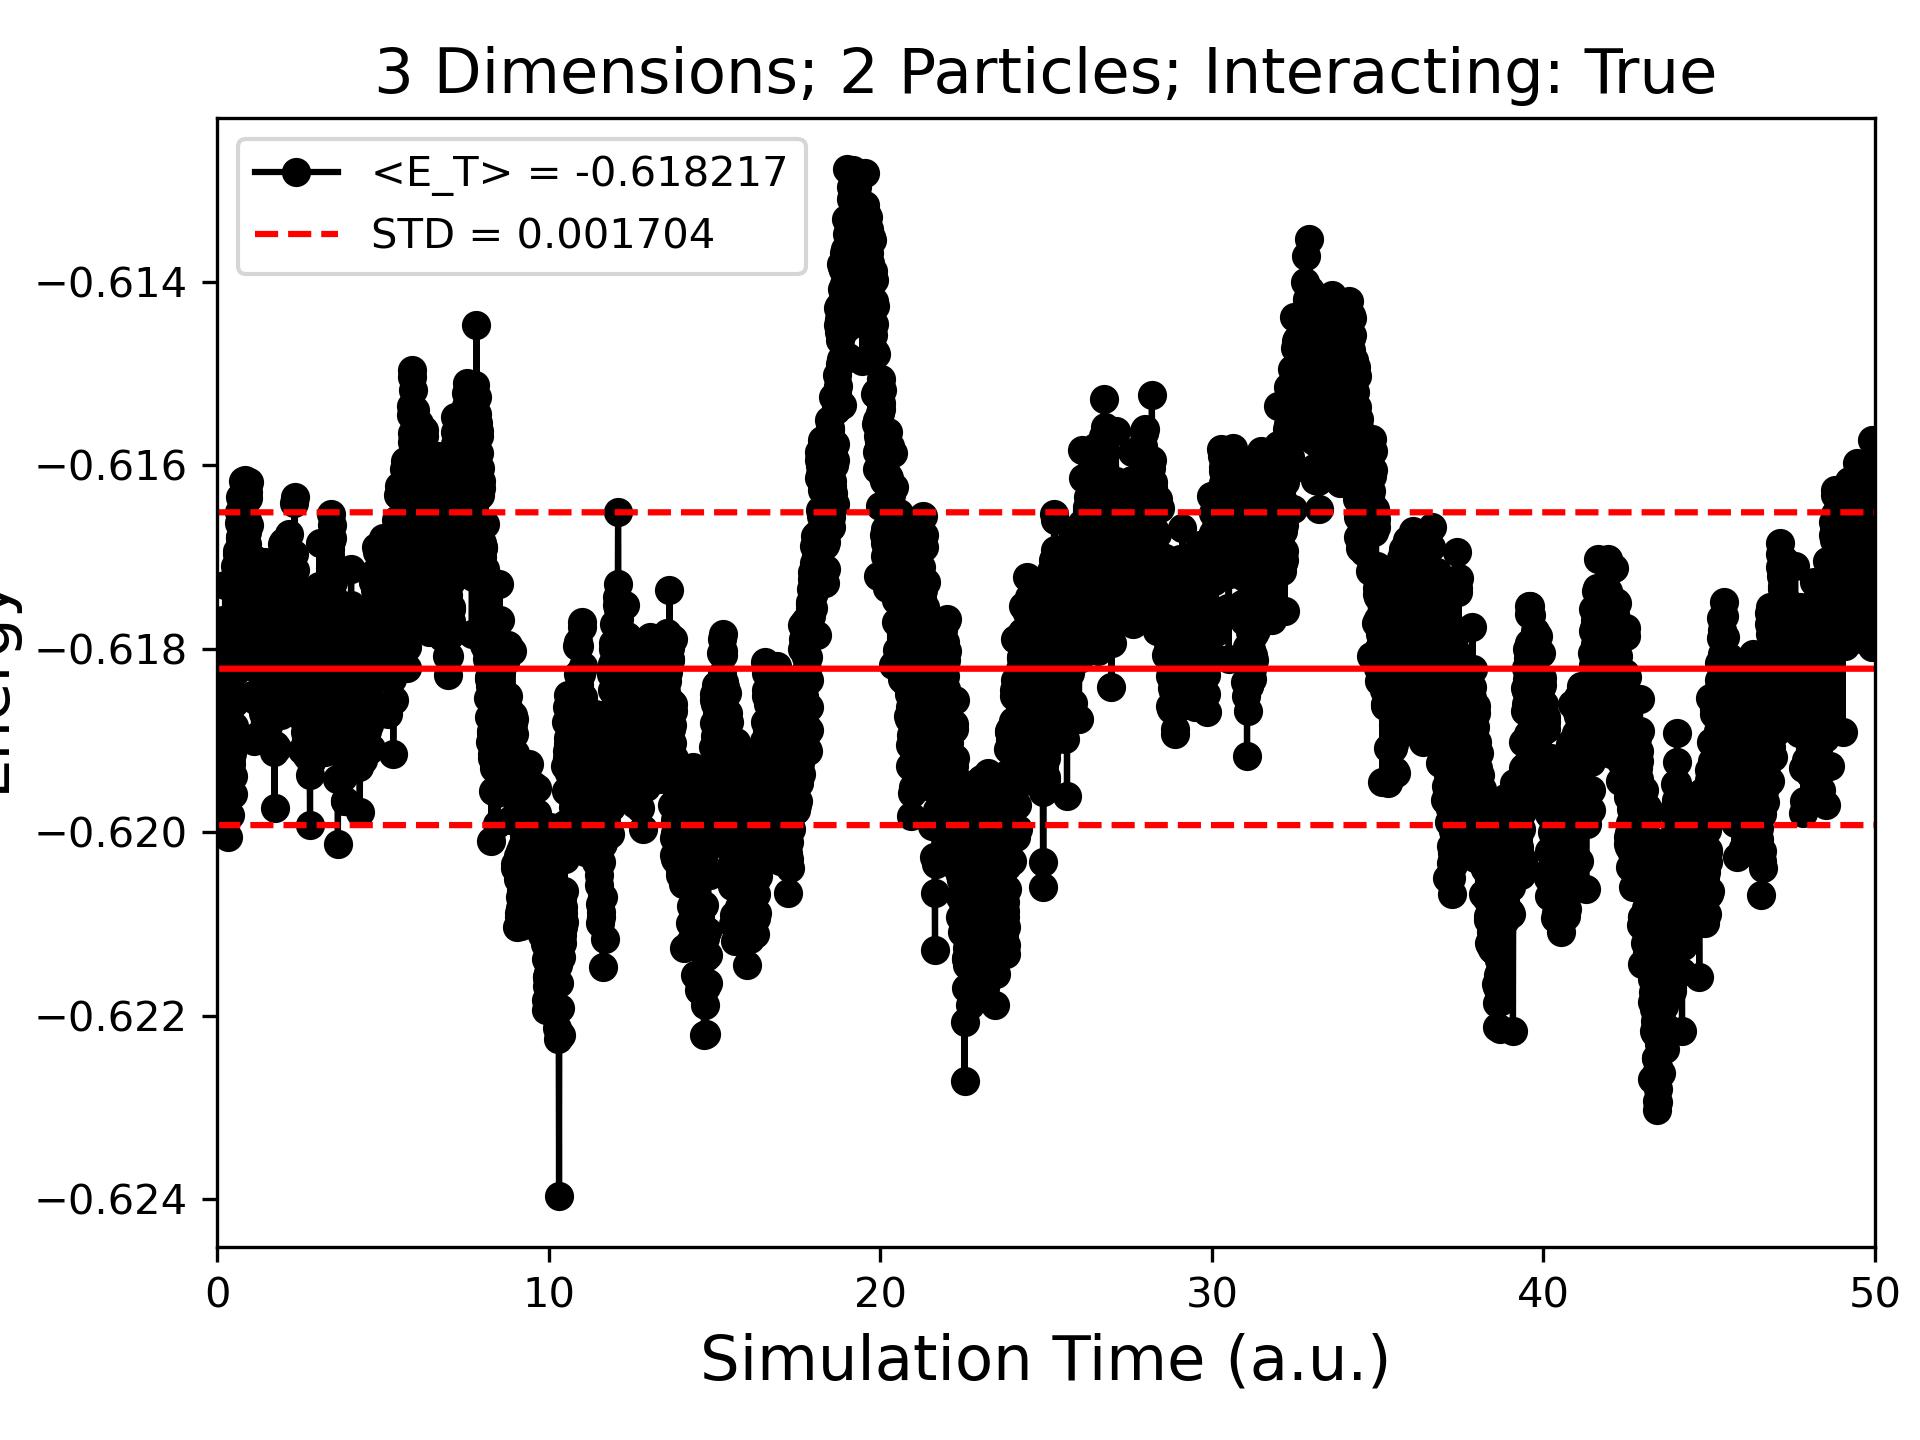 3 Dimensions; 2 Particles; Interacting: True
<E_T> = -0.618217
STD = 0.001704
−0.614
−0.616
−0.618
−0.620
−0.622
−0.624
Energy
0 10 20 30 40 50
Simulation Time (a.u.)